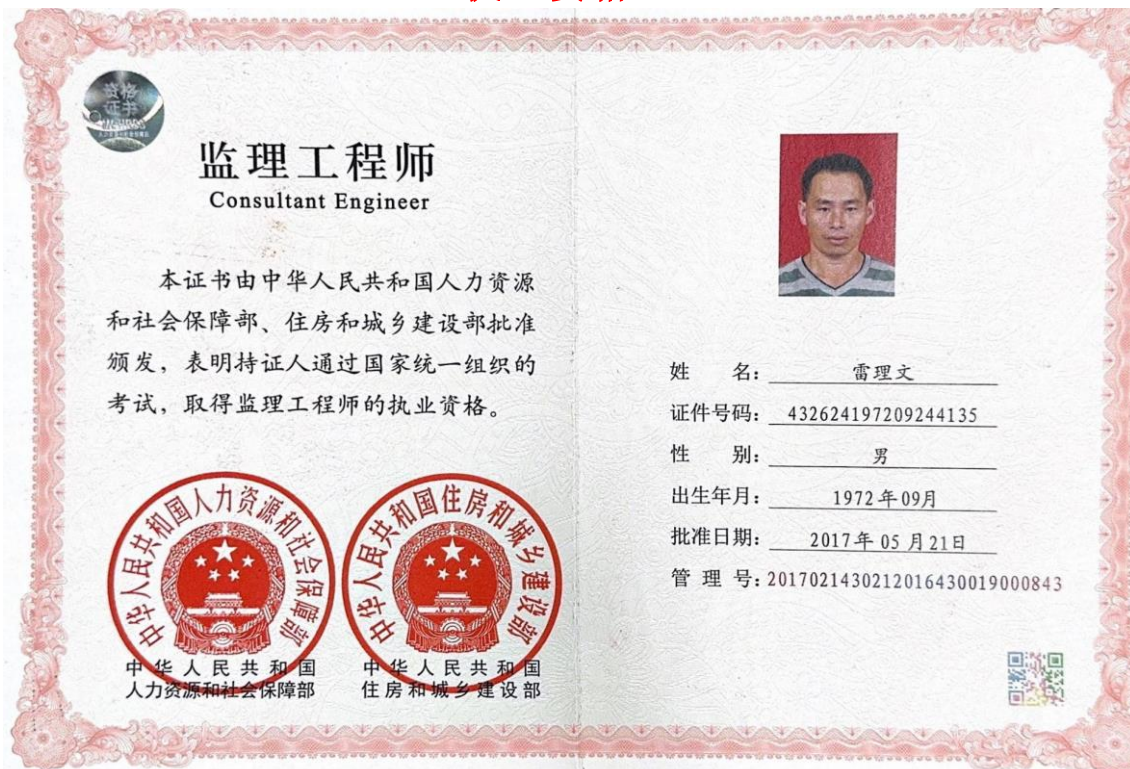 资格
证书
监理工程师
Consultant Engineer
本证书由中华人民共和国人力资源
和社会保障部、住房和城乡建设部批准
颁发，表明持证人通过国家统一组织的
考试，取得监理工程师的执业资格。
中华人民共和国人力资源和社会保障部
中华人民共和国
人力资源和社会保障部
中华人民共和国住房和城乡建设部
中华人民共和国
住房和城乡建设部
姓 名：雷理文
证件号码：432624197209244135
性 别：男
出生年月：1972年09月
批准日期：2017年05月21日
管 理 号：2017021430212016430019000843